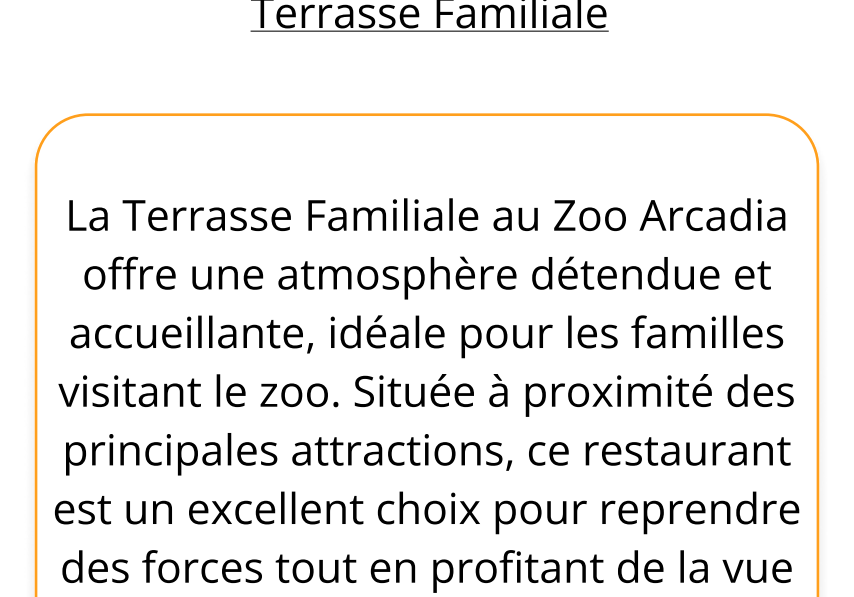 Terrasse Familiale
La Terrasse Familiale au Zoo Arcadia
offre une atmosphère détendue et
accueillante, idéale pour les familles
visitant le zoo. Située à proximité des
principales attractions, ce restaurant
est un excellent choix pour reprendre
des forces tout en profitant de la vue